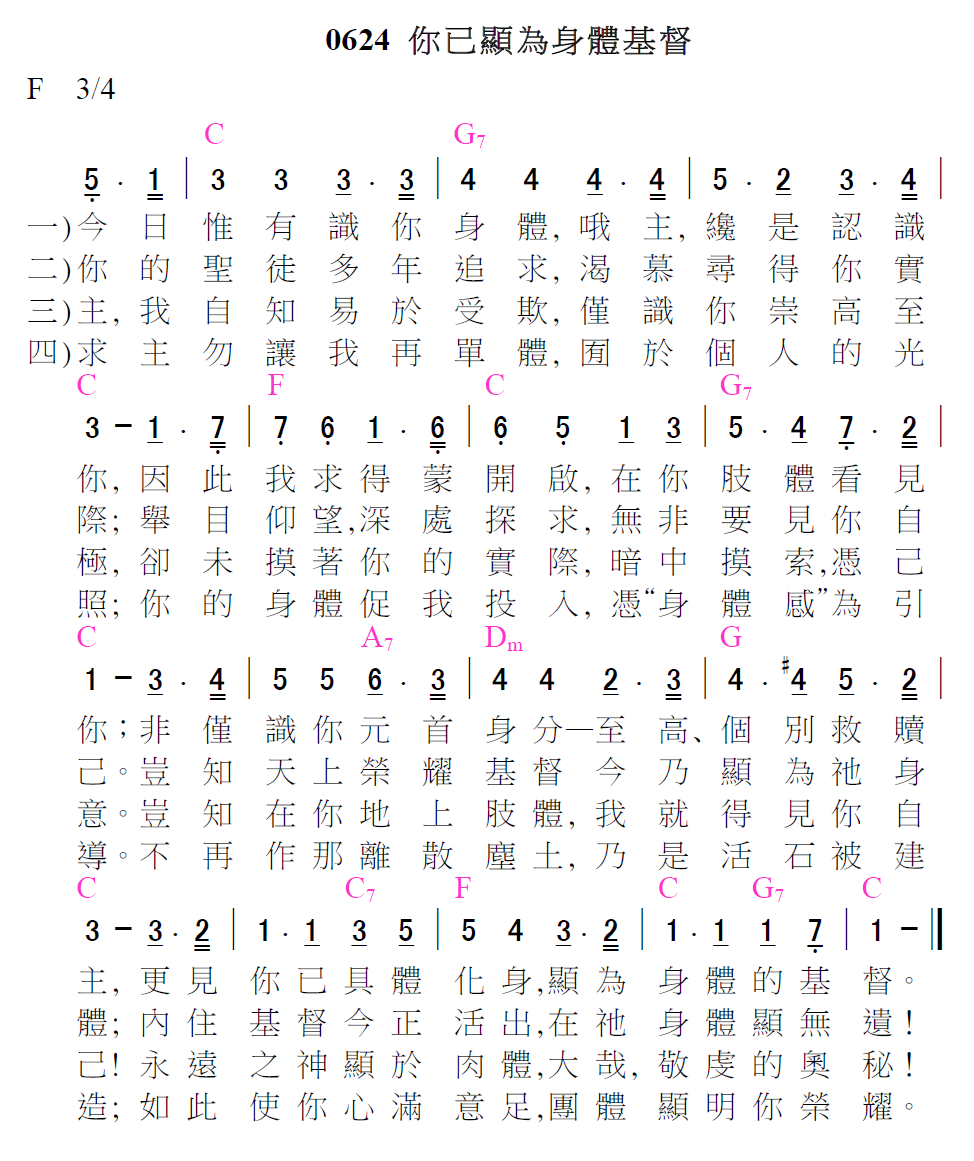 0624 你已顯為身體基督
F 3/4
C G7
5 . 1 | 3 3 3 . 3 | 4 4 4 . 4 | 5 . 2 3 . 4 |
一)今日惟有識你身體,哦主,纔是認識
二)你的聖徒多年追求,渴慕尋得你實
三)主,我自知易於受欺,僅識你崇高至
四)求主勿讓我再單體,囿於個人的光
C F C G7
3 - 1 . 7 | 7 6 1 . 6 | 6 5 1 3 | 5 . 4 7 . 2 |
你,因此我求得蒙開啟,在你肢體看見
際;舉目仰望,深處探求,無非要見你自
極,卻未摸著你的實際,暗中摸索,憑己
照;你的身體促我投入,憑“身體感”為引
C A7 Dm G
1 - 3 . 4 | 5 5 6 . 3 | 4 4 2 . 3 | 4 . #4 5 . 2 |
你;非僅識你元首身分—至高、個別救贖
己。豈知天上榮耀基督今乃顯為祂身
意。豈知在你地上肢體,我就得見你自
導。不再作那離散塵土,乃是活石被建
C C7 F C G7 C
3 - 3 . 2 | 1 . 1 3 5 | 5 4 3 . 2 | 1 . 1 1 7 | 1 - ||
主,更見你已具體化身,顯為身體的基督。
體;內住基督今正活出,在祂身體顯無遺!
己!永遠之神顯於肉體,大哉,敬虔的奧秘!
造;如此使你心滿意足,團體顯明你榮耀。